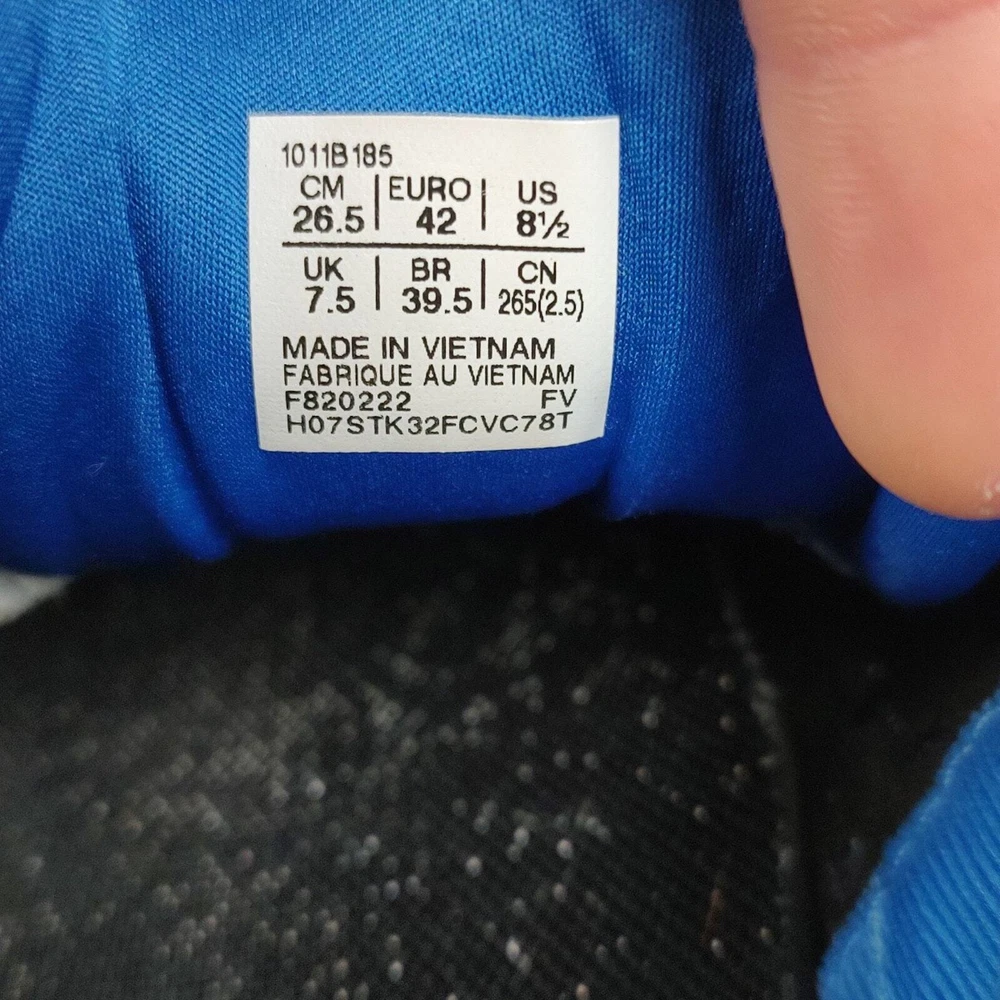 1011B185
CM | EURO | US
26.5 | 42 | 8½
UK | BR | CN
7.5 | 39.5 | 265(2.5)
MADE IN VIETNAM
FABRIQUE AU VIETNAM
F820222 FV
H07STK32FCVC78T